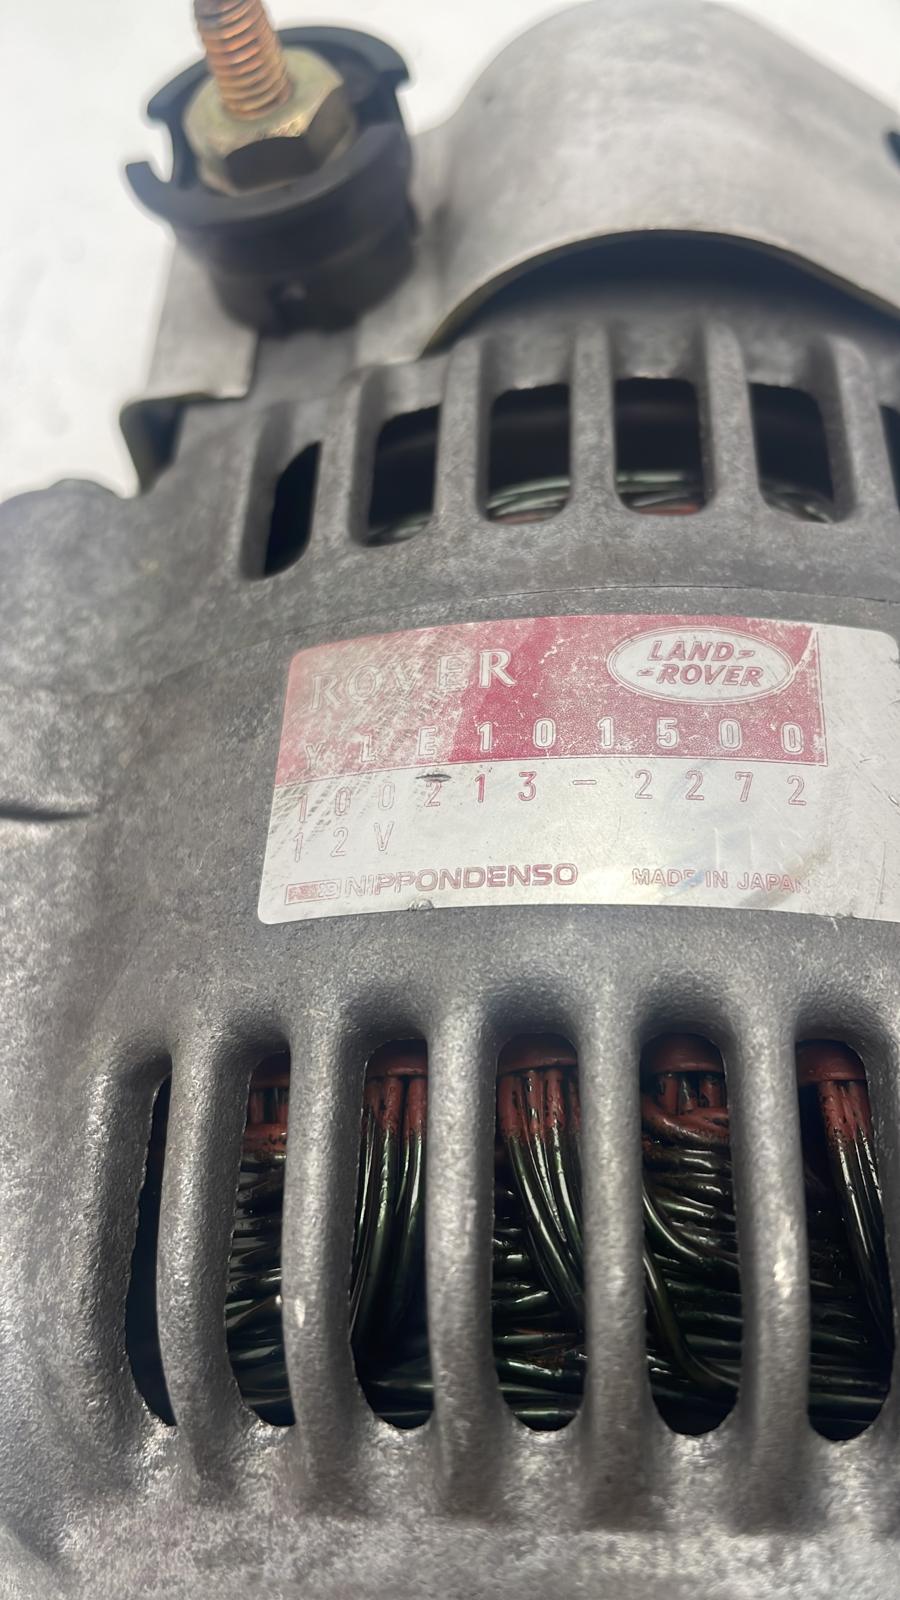 ROVER
LAND-
-ROVER
YLE101500
100213-2272
12V
NIPPONDENSO MADE IN JAPAN